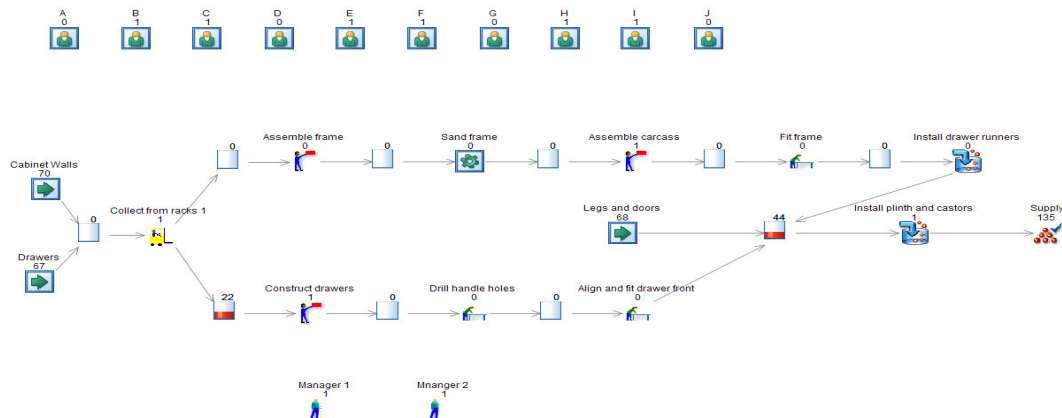 A B C D E F G H I J
0 1 1 0 1 1 0 1 1 0
Assemble frame Sand frame Assemble carcass Fit frame Install drawer runners
0 0 0 0 0 1 0 0 0 0
Cabinet Walls
70
Collect from racks 1 Legs and doors Install plinth and castors Supply
0 1 68 44 1 135
Drawers
67
Construct drawers Drill handle holes Align and fit drawer front
22 1 0 0 0 0
Manager 1 Mnanger 2
1 1